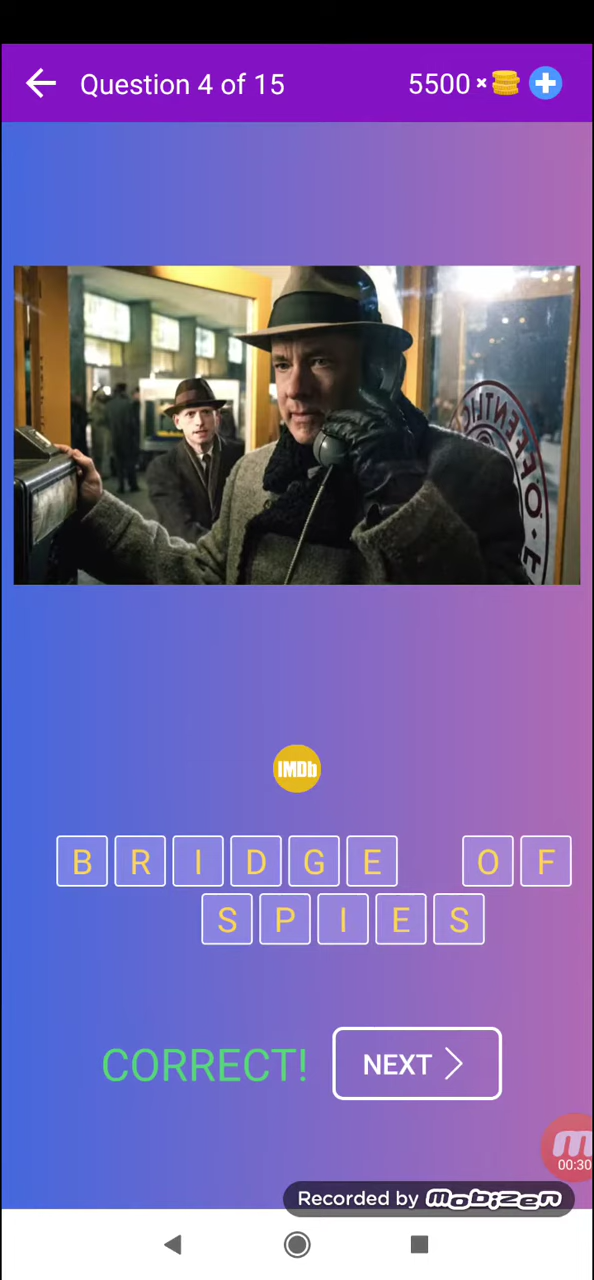 Question 4 of 15
5500 ×
IMDb
BRIDGE OF
SPIES
CORRECT!
NEXT
00:30
Recorded by mobizen